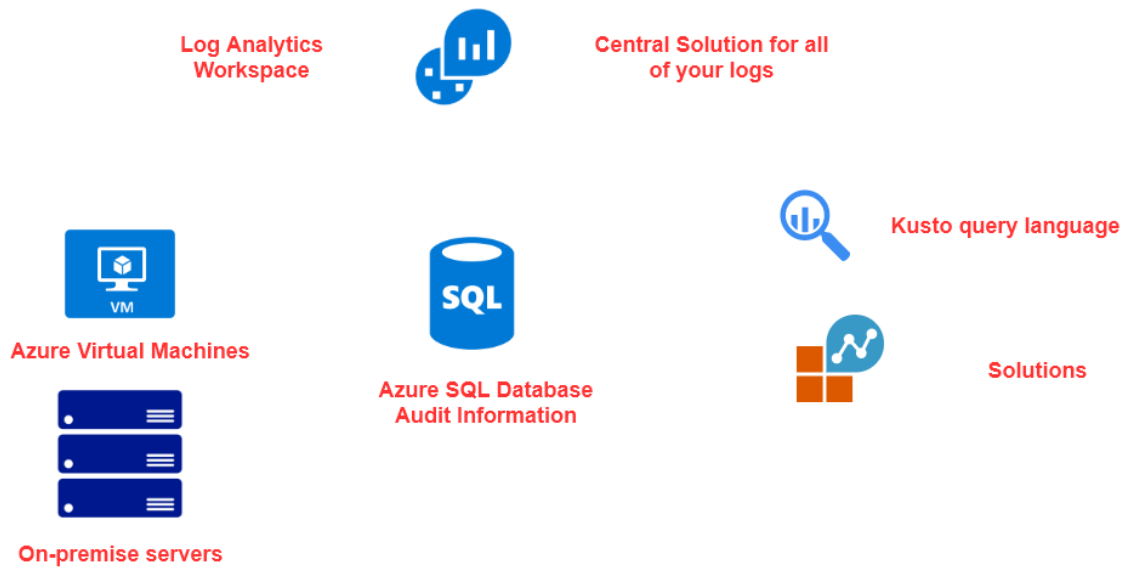 Log Analytics
Workspace
Central Solution for all
of your logs
Kusto query language
VM
SQL
Azure Virtual Machines
Solutions
Azure SQL Database
Audit Information
On-premise servers